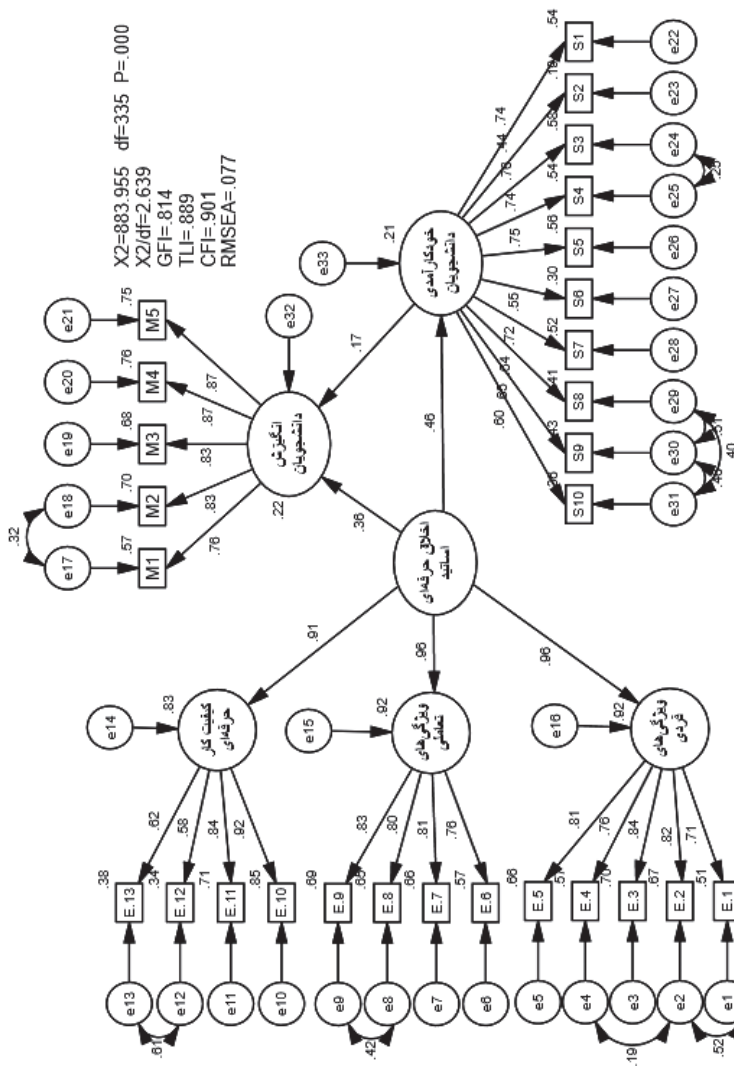 X2=883.955 df=335 P=.000
X2/df=2.639
GFI=.814
TLI=.889
CFI=.901
RMSEA=.077
.32
e17
e18
e19
e20
e21
.57
.70
.68
.76
.75
M1
M2
M3
M4
M5
.76
.83
.83
.87
.87
انگیزش
دانشجویان
.22
e32
.36
.17
e33
.21
خودکارآمدی
دانشجویان
.46
اخلاق حرفه‌ای
اساتید
.91
.96
.96
e14
.83
کیفیت کار
حرفه‌ای
e15
.92
ویژگی‌های
تعاملی
e16
.92
ویژگی‌های
فردی
.62
.58
.84
.92
.38
.34
.71
.85
E.13
E.12
E.11
E.10
e13
e12
e11
e10
.61
.83
.80
.81
.76
.69
.65
.66
.57
E.9
E.8
E.7
E.6
e9
e8
e7
e6
.42
.81
.76
.84
.82
.71
.66
.57
.70
.67
.51
E.5
E.4
E.3
E.2
E.1
e5
e4
e3
e2
e1
.19
.52
.74
.44
.76
.74
.75
.55
.72
.64
.60
.54
.58
.54
.56
.30
.52
.41
.43
.36
S1
S2
S3
S4
S5
S6
S7
S8
S9
S10
e22
e23
e24
e25
e26
e27
e28
e29
e30
e31
.25
.51
.40